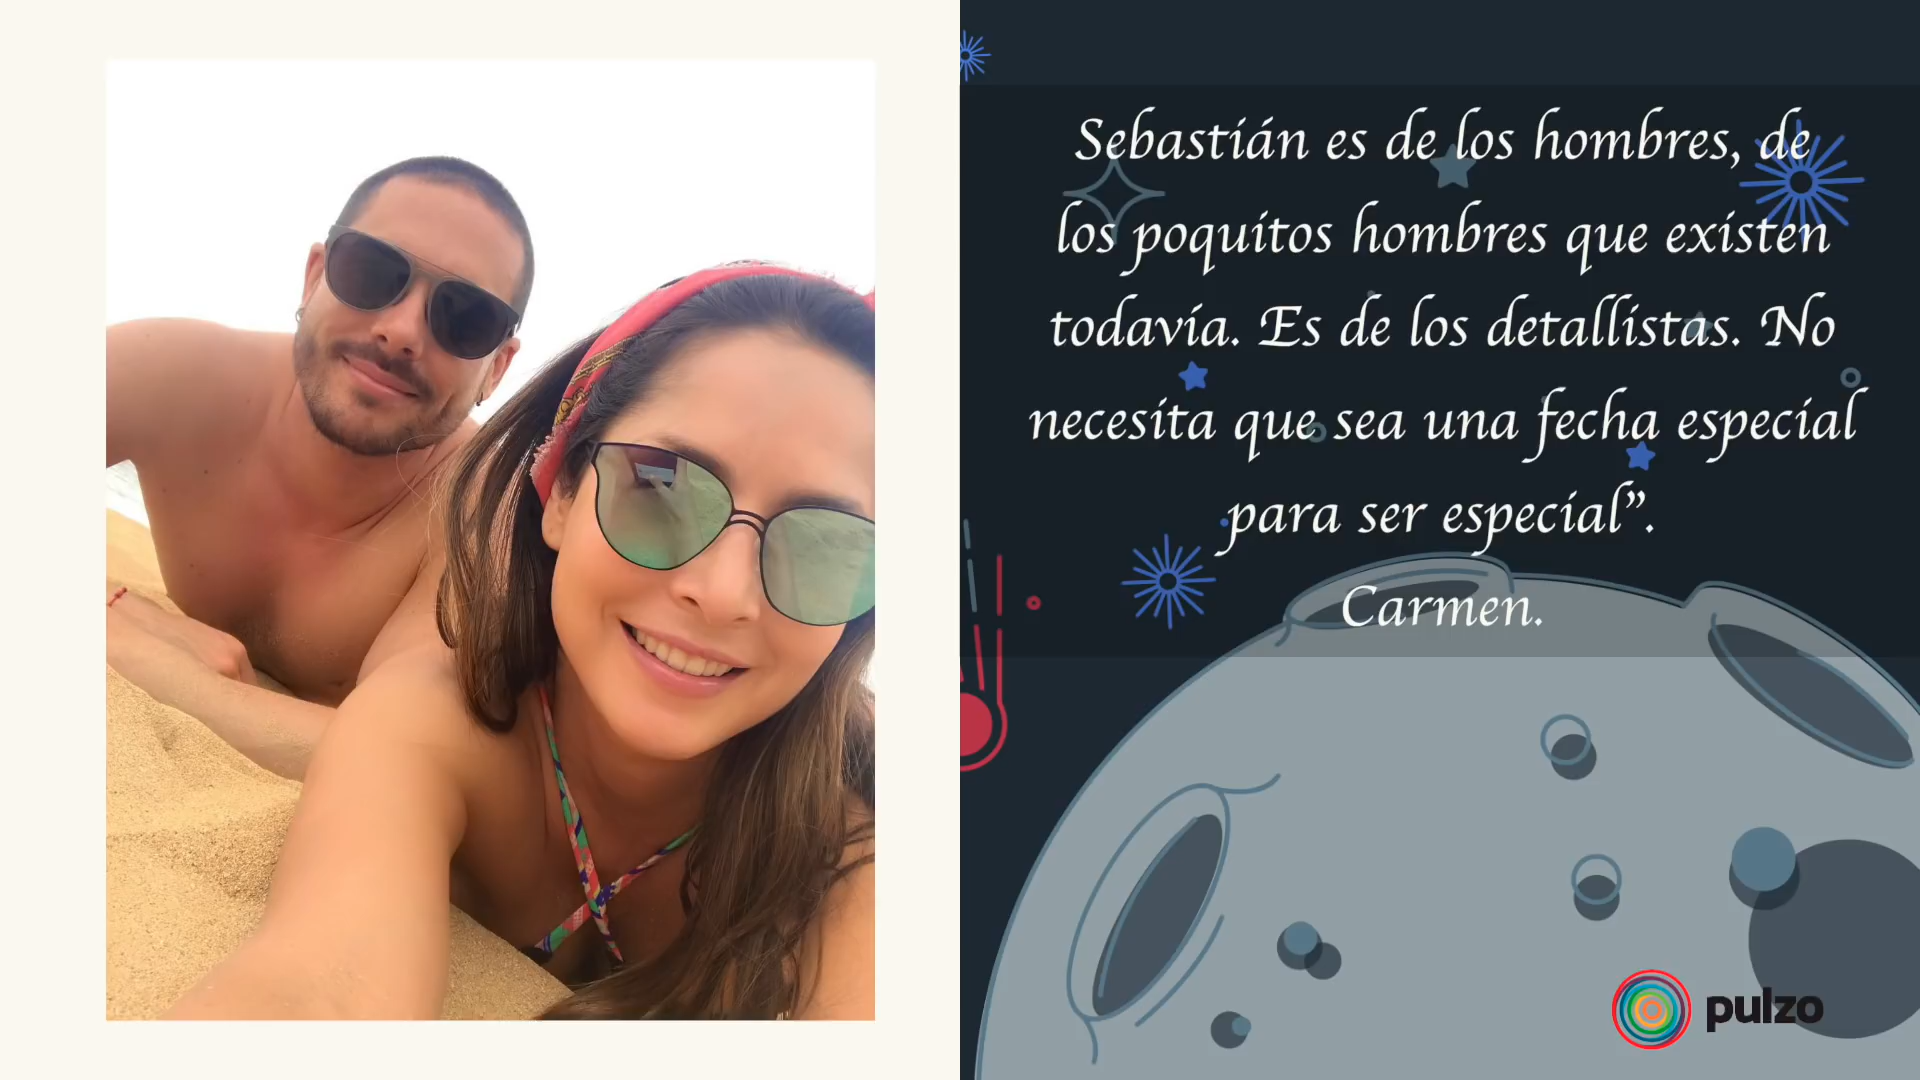 Sebastián es de los hombres, de
los poquitos hombres que existen
todavía. Es de los detallistas. No
necesita que sea una fecha especial
para ser especial”.
Carmen.
pulzo